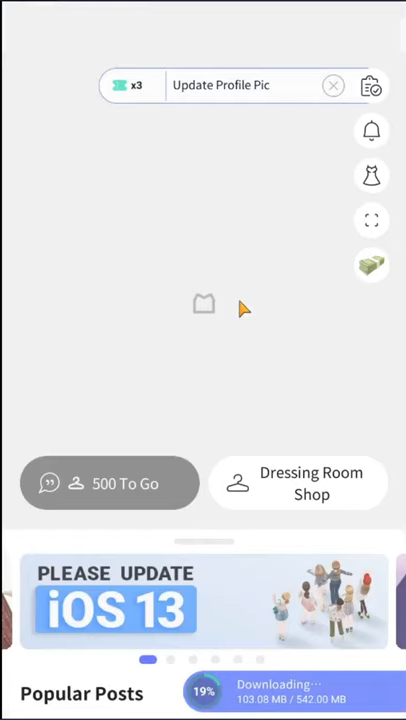 x3 Update Profile Pic
500 To Go
Dressing Room
Shop
PLEASE UPDATE
iOS 13
Popular Posts
19%
Downloading...
103.08 MB / 542.00 MB